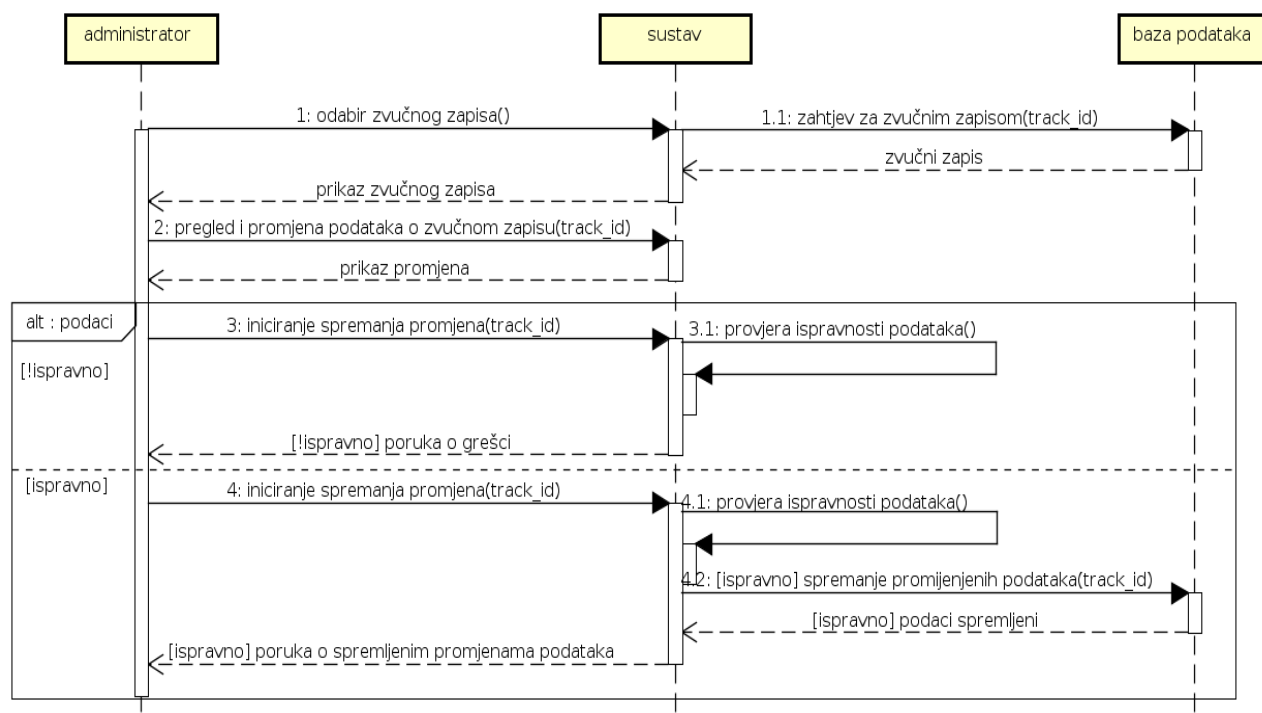 administrator
sustav
baza podataka
1: odabir zvučnog zapisa()
1.1: zahtjev za zvučnim zapisom(track_id)
zvučni zapis
prikaz zvučnog zapisa
2: pregled i promjena podataka o zvučnom zapisu(track_id)
prikaz promjena
alt : podaci
3: iniciranje spremanja promjena(track_id)
3.1: provjera ispravnosti podataka()
[!ispravno]
[!ispravno] poruka o grešci
[ispravno]
4: iniciranje spremanja promjena(track_id)
4.1: provjera ispravnosti podataka()
4.2: [ispravno] spremanje promijenjenih podataka(track_id)
[ispravno] podaci spremljeni
[ispravno] poruka o spremljenim promjenama podataka